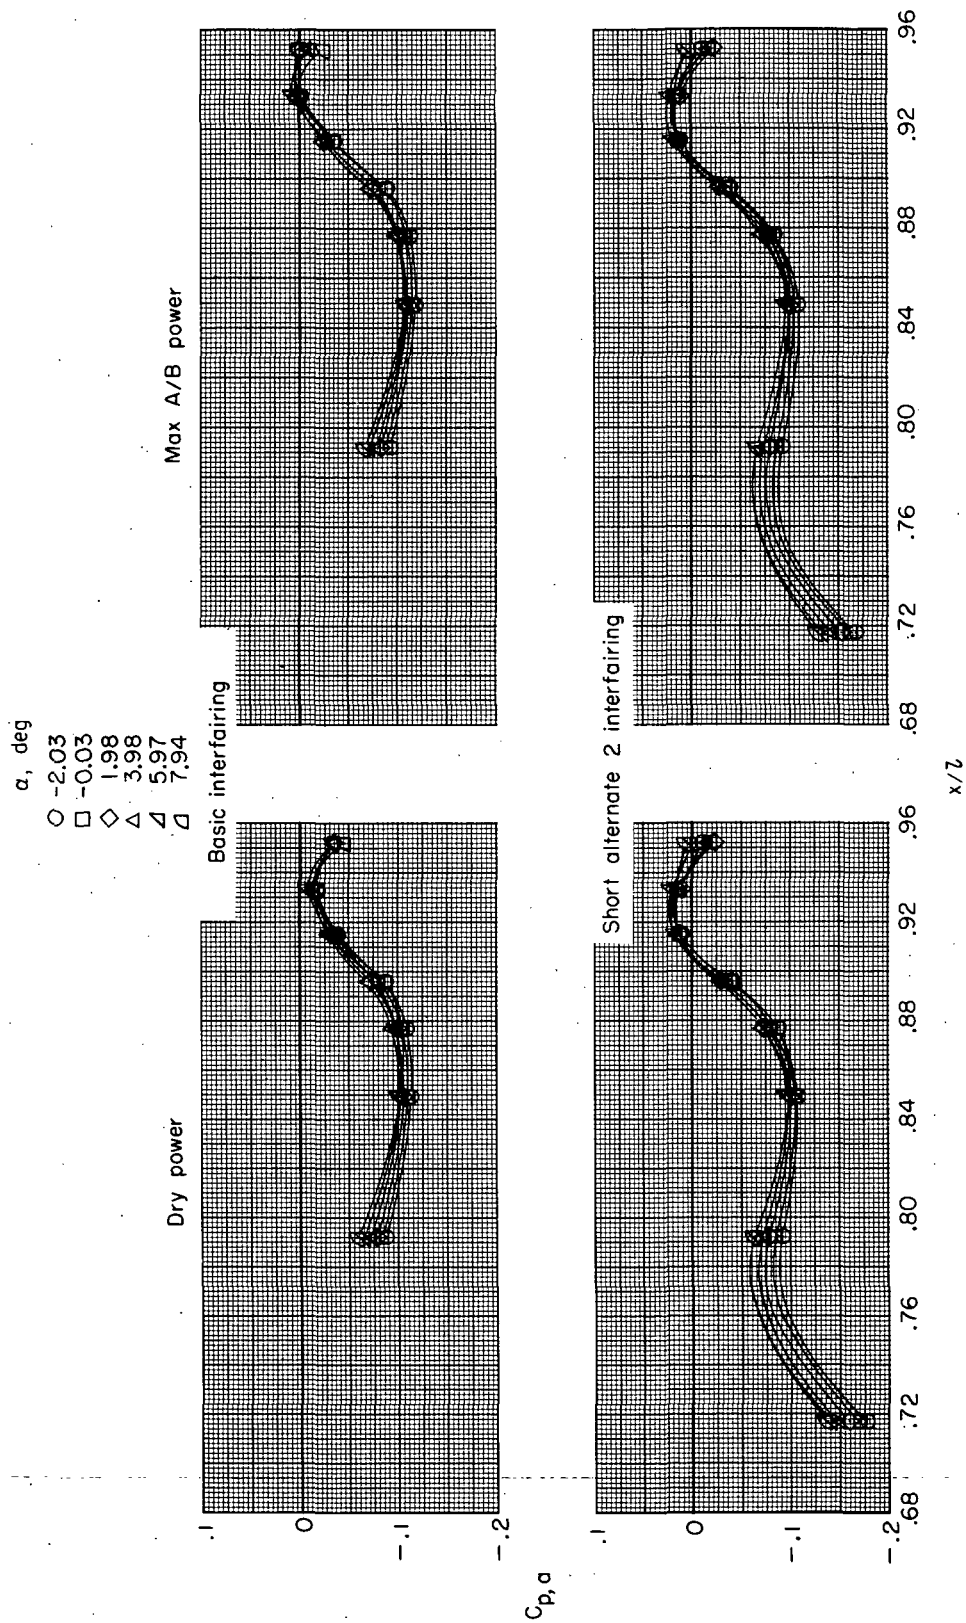 α, deg
○ -2.03
□ -0.03
◇ 1.98
△ 3.98
◿ 5.97
▱ 7.94
Dry power
Basic interfairing
Max A/B power
.1
0
-.1
-.2
Short alternate 2 interfairing
C_p,a
.1
0
-.1
-.2
.68 .72 .76 .80 .84 .88 .92 .96
.68 .72 .76 .80 .84 .88 .92 .96
x/l